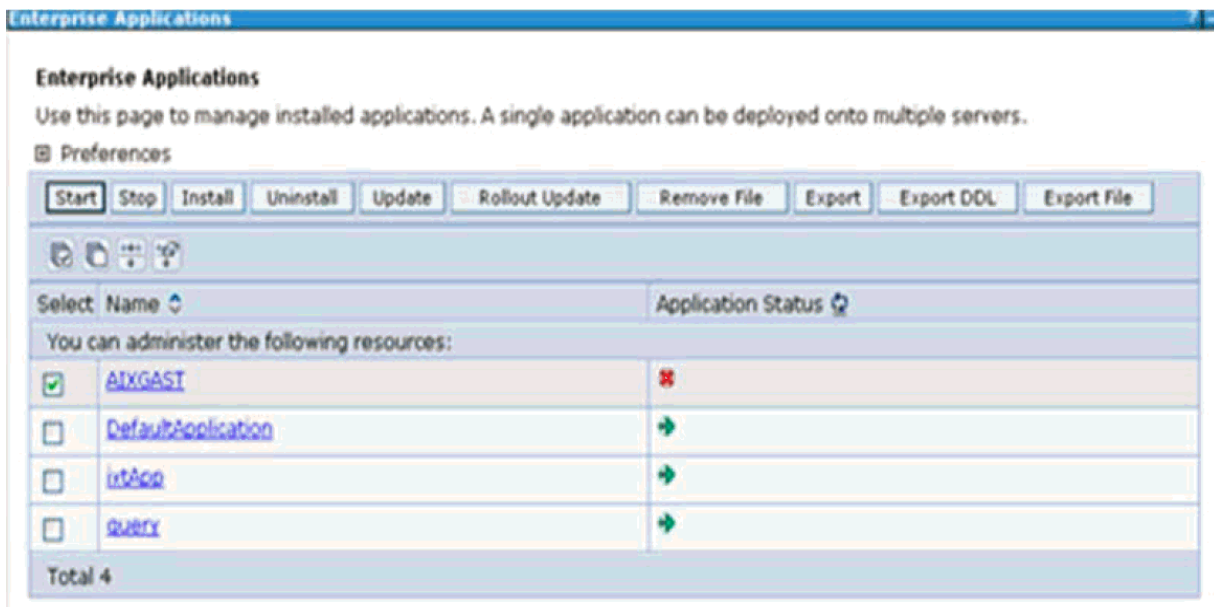 Enterprise Applications
?
Enterprise Applications
Use this page to manage installed applications. A single application can be deployed onto multiple servers.
Preferences
Start Stop Install Uninstall Update Rollout Update Remove File Export Export DDL Export File
Select Name Application Status
You can administer the following resources:
AIXGAST
DefaultApplication
ixtApp
query
Total 4